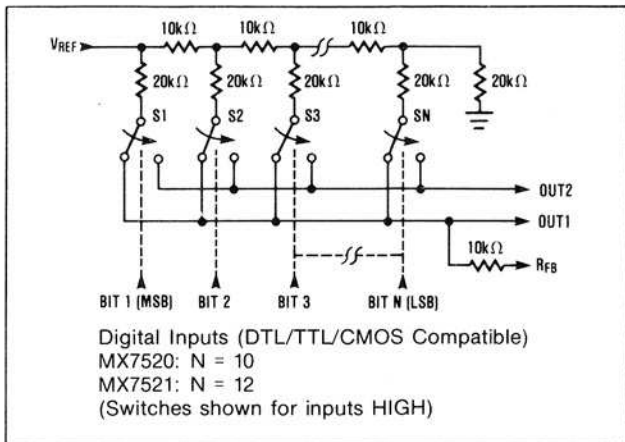 10kΩ 10kΩ 10kΩ
VREF
20kΩ 20kΩ 20kΩ 20kΩ 20kΩ
S1 S2 S3 SN
OUT2
OUT1
10kΩ
RFB
BIT 1 (MSB) BIT 2 BIT 3 BIT N (LSB)
Digital Inputs (DTL/TTL/CMOS Compatible)
MX7520: N = 10
MX7521: N = 12
(Switches shown for inputs HIGH)